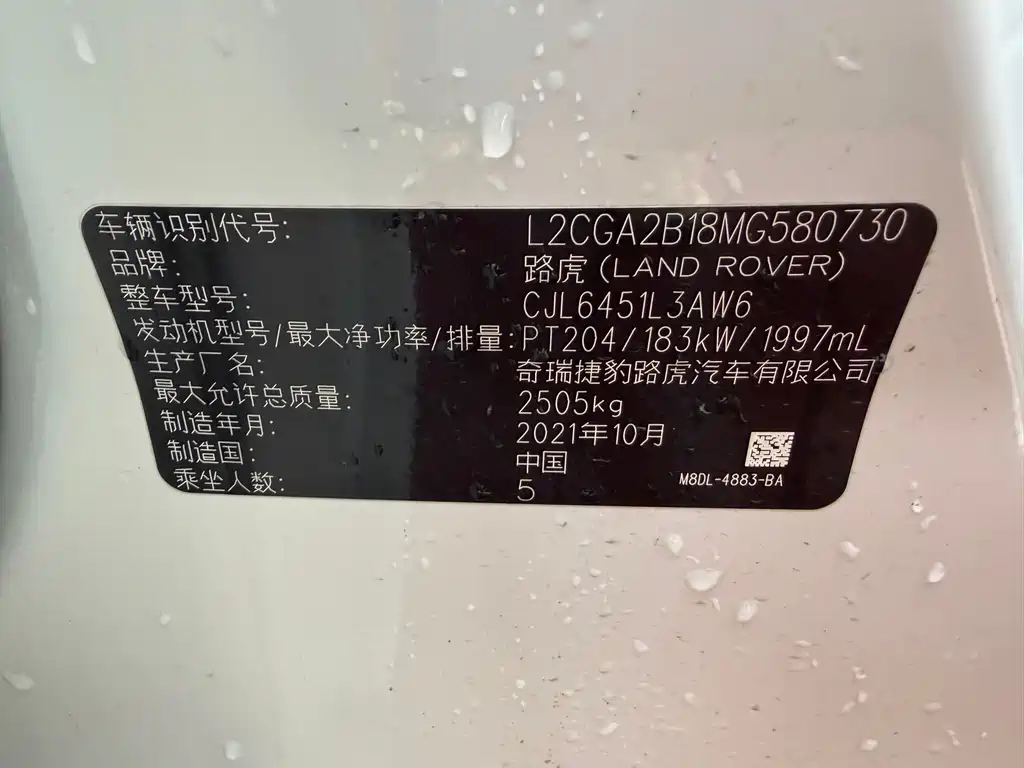 车辆识别代号: L2CGA2B18MG580730
品牌: 路虎 (LAND ROVER)
整车型号: CJL6451L3AW6
发动机型号/最大净功率/排量: PT204/183kW/1997mL
生产厂名: 奇瑞捷豹路虎汽车有限公司
最大允许总质量: 2505kg
制造年月: 2021年10月
制造国: 中国
乘坐人数: 5
M8DL-4883-BA